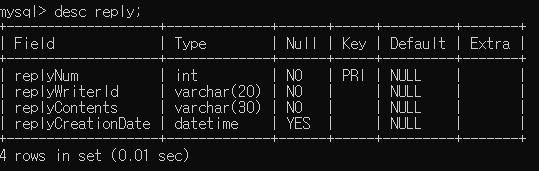 mysql> desc reply;
+-------------------+-------------+------+-----+---------+-------+
| Field | Type | Null | Key | Default | Extra |
+-------------------+-------------+------+-----+---------+-------+
| replyNum | int | NO | PRI | NULL | |
| replyWriterId | varchar(20) | NO | | NULL | |
| replyContents | varchar(30) | NO | | NULL | |
| replyCreationDate | datetime | YES | | NULL | |
+-------------------+-------------+------+-----+---------+-------+
4 rows in set (0.01 sec)